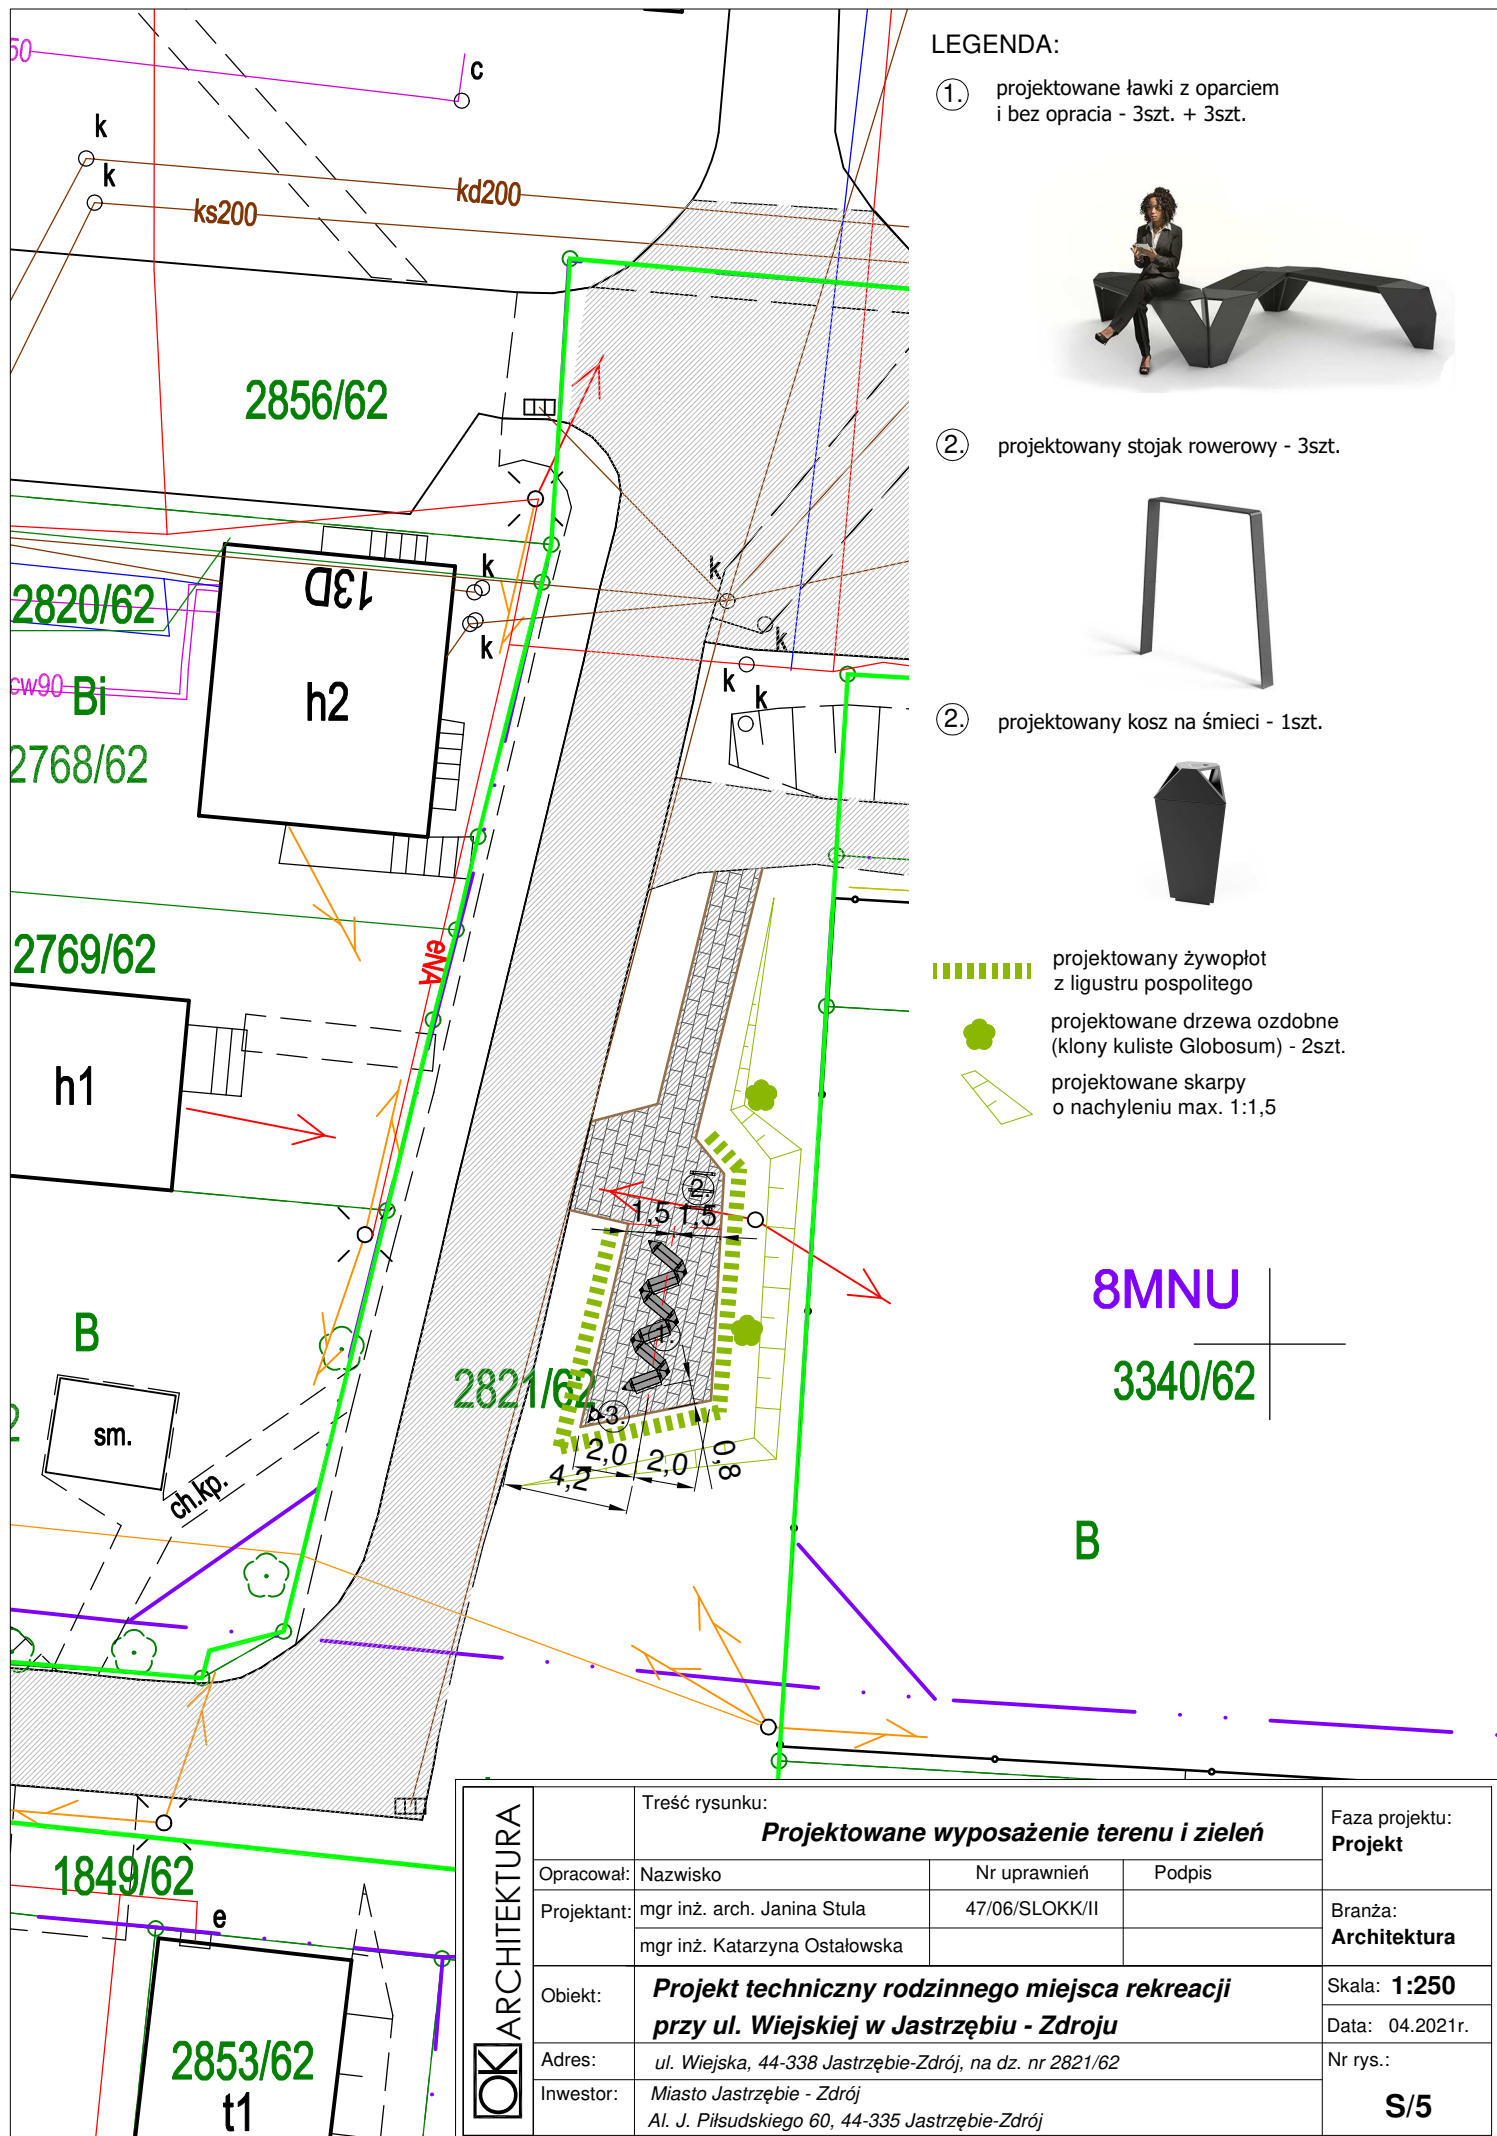 LEGENDA:
1. projektowane ławki z oparciem
i bez opracia - 3szt. + 3szt.
2. projektowany stojak rowerowy - 3szt.
2. projektowany kosz na śmieci - 1szt.
projektowany żywopłot
z ligustru pospolitego
projektowane drzewa ozdobne
(klony kuliste Globosum) - 2szt.
projektowane skarpy
o nachyleniu max. 1:1,5
50
c
k
k
kd200
ks200
2856/62
13D
k
k
k
k
k
k
2820/62
h2
cw90
Bi
2768/62
2769/62
eNA
h1
2.
1,5 1,5
8MNU
3340/62
B
1.
2821/62
3.
sm.
2,0
2,0
0,8
4,2
ch.kp.
B
1849/62
e
2853/62
t1
OK ARCHITEKTURA
Treść rysunku:
Projektowane wyposażenie terenu i zieleń
Faza projektu:
Projekt
Opracował: Nazwisko Nr uprawnień Podpis
Projektant: mgr inż. arch. Janina Stula 47/06/SLOKK/II
mgr inż. Katarzyna Ostałowska
Branża:
Architektura
Obiekt: Projekt techniczny rodzinnego miejsca rekreacji
przy ul. Wiejskiej w Jastrzębiu - Zdroju
Skala: 1:250
Data: 04.2021r.
Adres: ul. Wiejska, 44-338 Jastrzębie-Zdrój, na dz. nr 2821/62
Inwestor: Miasto Jastrzębie - Zdrój
Al. J. Piłsudskiego 60, 44-335 Jastrzębie-Zdrój
Nr rys.:
S/5